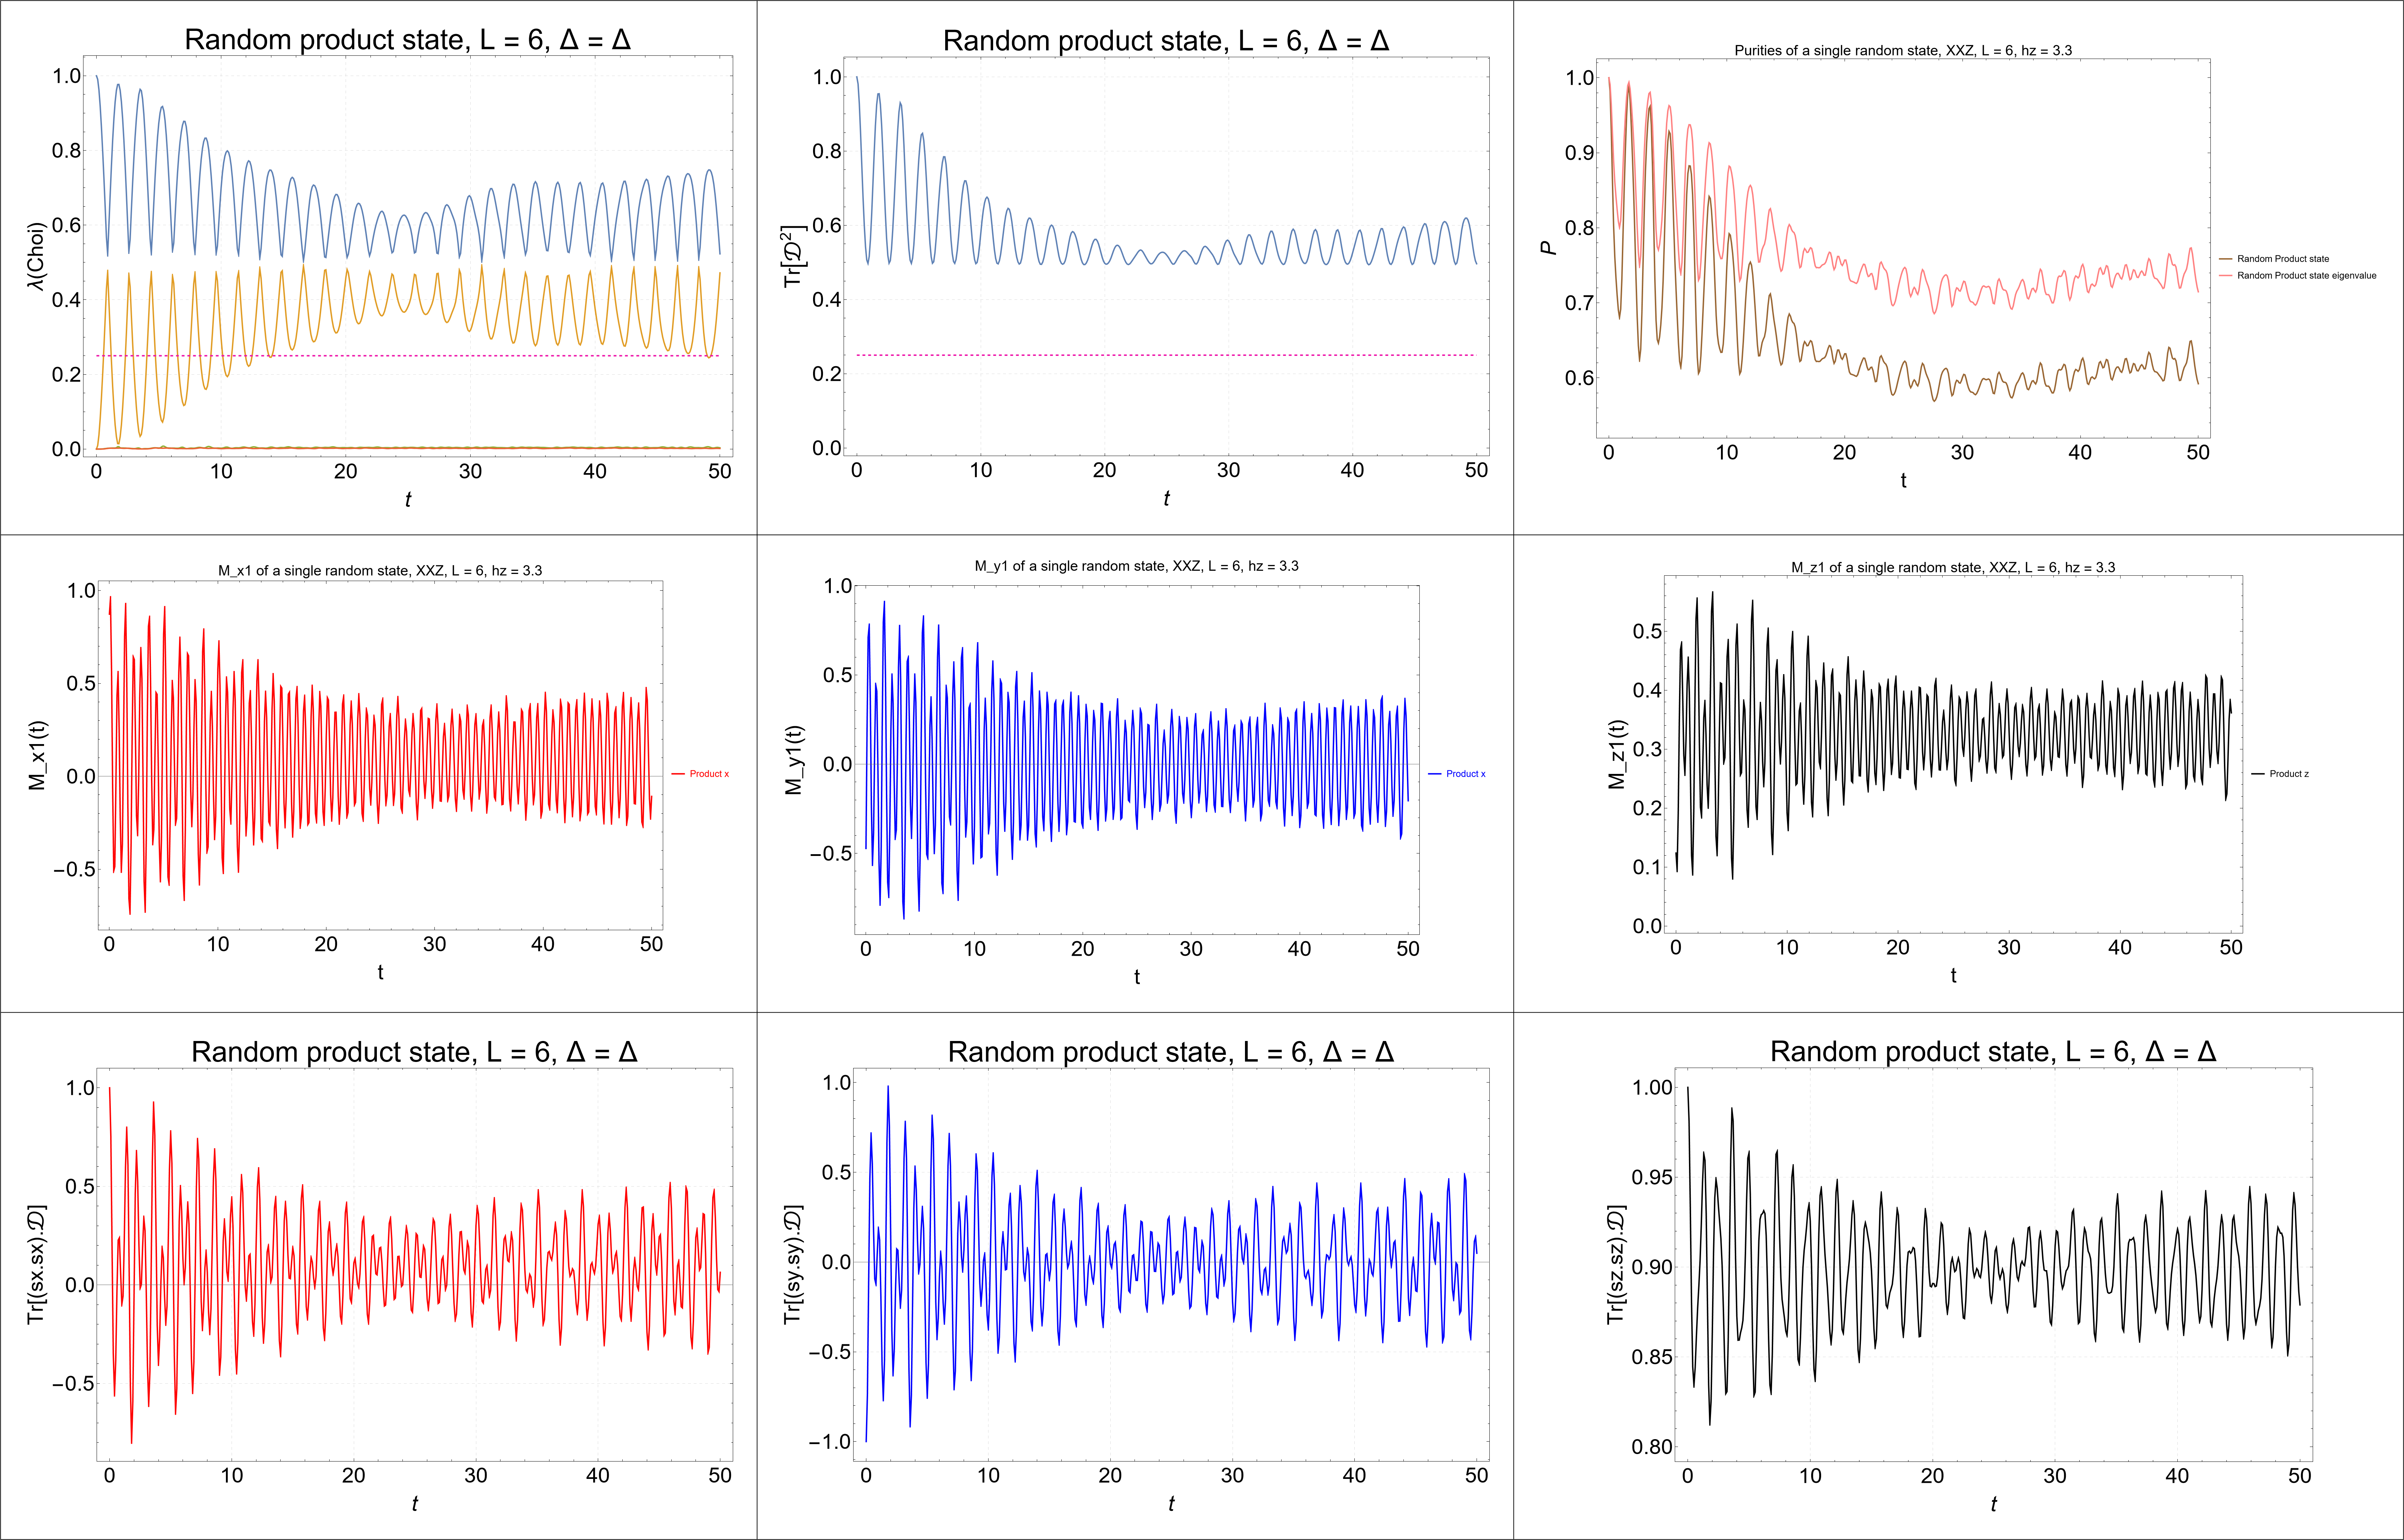 Random product state, L = 6, Δ = Δ
1.0
0.8
0.6
0.4
0.2
0.0
λ(Choi)
0 10 20 30 40 50
t
Random product state, L = 6, Δ = Δ
1.0
0.8
0.6
0.4
0.2
0.0
Tr[𝒟²]
0 10 20 30 40 50
t
Purities of a single random state, XXZ, L = 6, hz = 3.3
1.0
0.9
0.8
0.7
0.6
P
0 10 20 30 40 50
t
Random Product state
Random Product state eigenvalue
M_x1 of a single random state, XXZ, L = 6, hz = 3.3
1.0
0.5
0.0
−0.5
M_x1(t)
0 10 20 30 40 50
t
Product x
M_y1 of a single random state, XXZ, L = 6, hz = 3.3
1.0
0.5
0.0
−0.5
M_y1(t)
0 10 20 30 40 50
t
Product x
M_z1 of a single random state, XXZ, L = 6, hz = 3.3
0.5
0.4
0.3
0.2
0.1
0.0
M_z1(t)
0 10 20 30 40 50
t
Product z
Random product state, L = 6, Δ = Δ
1.0
0.5
0.0
−0.5
Tr[(sx.sx).𝒟]
0 10 20 30 40 50
t
Random product state, L = 6, Δ = Δ
1.0
0.5
0.0
−0.5
−1.0
Tr[(sy.sy).𝒟]
0 10 20 30 40 50
t
Random product state, L = 6, Δ = Δ
1.00
0.95
0.90
0.85
0.80
Tr[(sz.sz).𝒟]
0 10 20 30 40 50
t